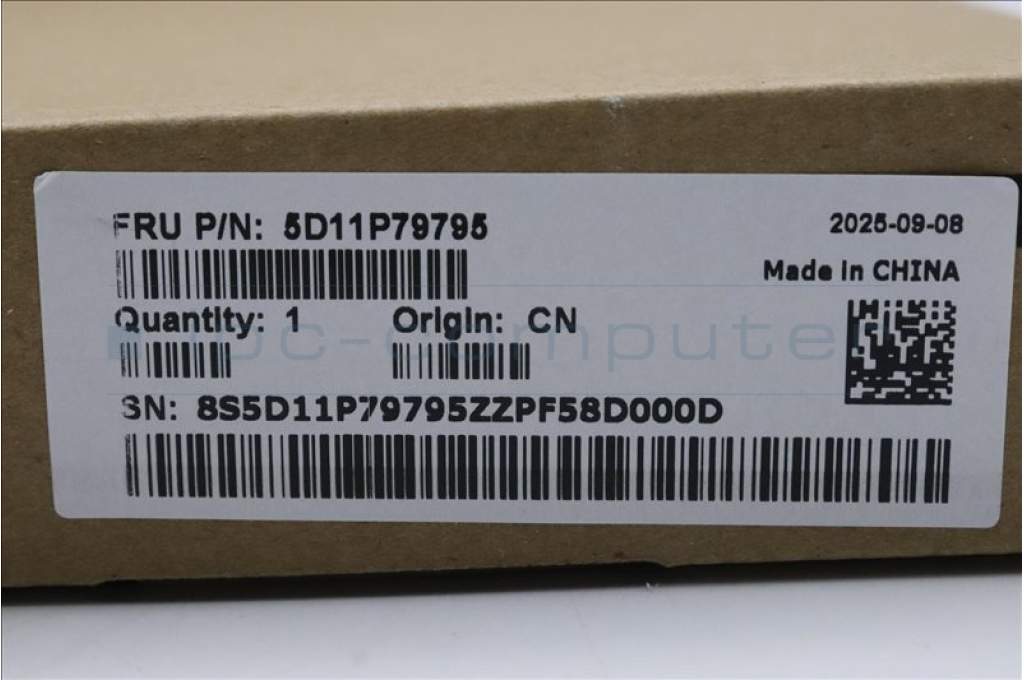 FRU P/N: 5D11P79795
2025-09-08
Made in CHINA
Quantity: 1
Origin: CN
SN: 8S5D11P79795ZZPF58D000D